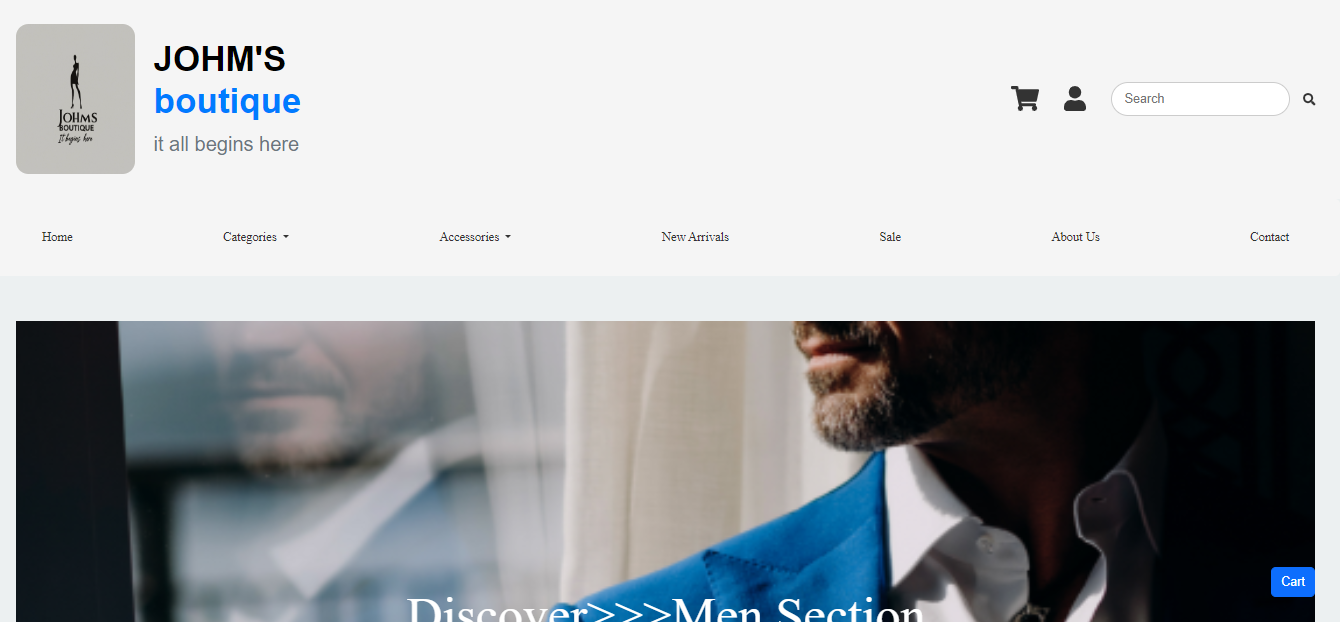 JOHMS
BOUTIQUE
It begins here
JOHM'S
boutique
it all begins here
Search
Home
Categories
Accessories
New Arrivals
Sale
About Us
Contact
Discover>>>Men Section
Cart